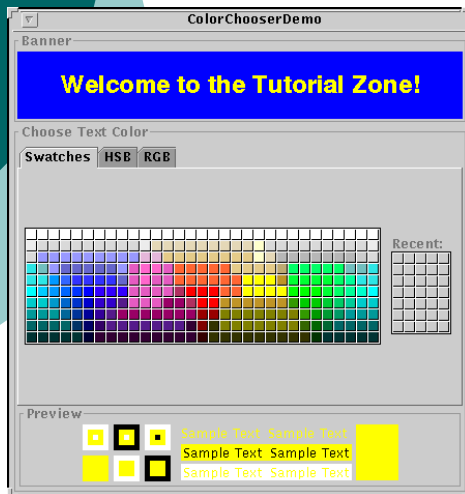 ColorChooserDemo
Banner
Welcome to the Tutorial Zone!
Choose Text Color
Swatches HSB RGB
Recent:
Preview
Sample Text Sample Text
Sample Text Sample Text
Sample Text Sample Text